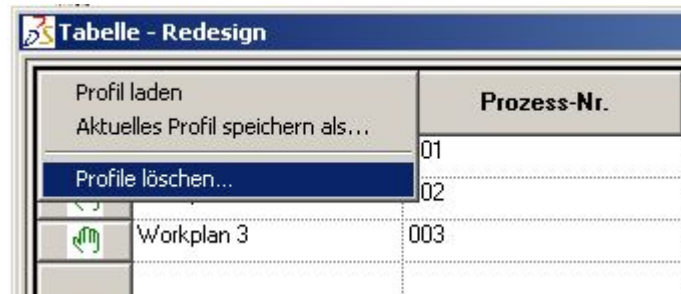 Tabelle - Redesign
Profil laden
Prozess-Nr.
Aktuelles Profil speichern als...
01
Profile löschen...
02
Workplan 3
003